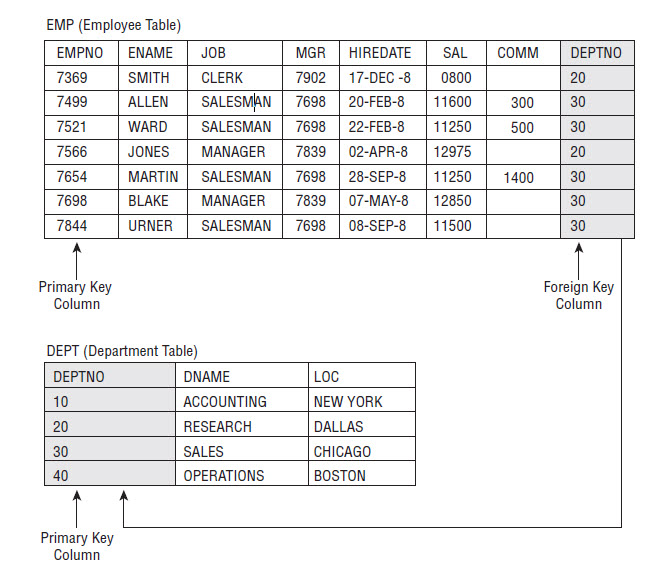 EMP (Employee Table)
EMPNO ENAME JOB MGR HIREDATE SAL COMM DEPTNO
7369 SMITH CLERK 7902 17-DEC -8 0800 20
7499 ALLEN SALESMAN 7698 20-FEB-8 11600 300 30
7521 WARD SALESMAN 7698 22-FEB-8 11250 500 30
7566 JONES MANAGER 7839 02-APR-8 12975 20
7654 MARTIN SALESMAN 7698 28-SEP-8 11250 1400 30
7698 BLAKE MANAGER 7839 07-MAY-8 12850 30
7844 URNER SALESMAN 7698 08-SEP-8 11500 30
Primary Key Foreign Key
Column Column
DEPT (Department Table)
DEPTNO DNAME LOC
10 ACCOUNTING NEW YORK
20 RESEARCH DALLAS
30 SALES CHICAGO
40 OPERATIONS BOSTON
Primary Key
Column